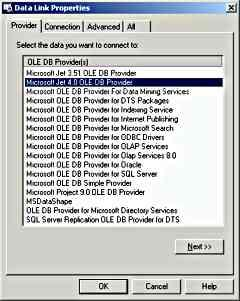 Data Link Properties
Provider Connection Advanced All
Select the data you want to connect to:
OLE DB Provider(s)
Microsoft Jet 3.51 OLE DB Provider
Microsoft Jet 4.0 OLE DB Provider
Microsoft OLE DB Provider For Data Mining Services
Microsoft OLE DB Provider for DTS Packages
Microsoft OLE DB Provider for Indexing Service
Microsoft OLE DB Provider for Internet Publishing
Microsoft OLE DB Provider for Microsoft Search
Microsoft OLE DB Provider for ODBC Drivers
Microsoft OLE DB Provider for OLAP Services
Microsoft OLE DB Provider for Olap Services 8.0
Microsoft OLE DB Provider for Oracle
Microsoft OLE DB Provider for SQL Server
Microsoft OLE DB Simple Provider
Microsoft Project 9.0 OLE DB Provider
MSDataShape
OLE DB Provider for Microsoft Directory Services
SQL Server Replication OLE DB Provider for DTS
Next >>
OK Cancel Help